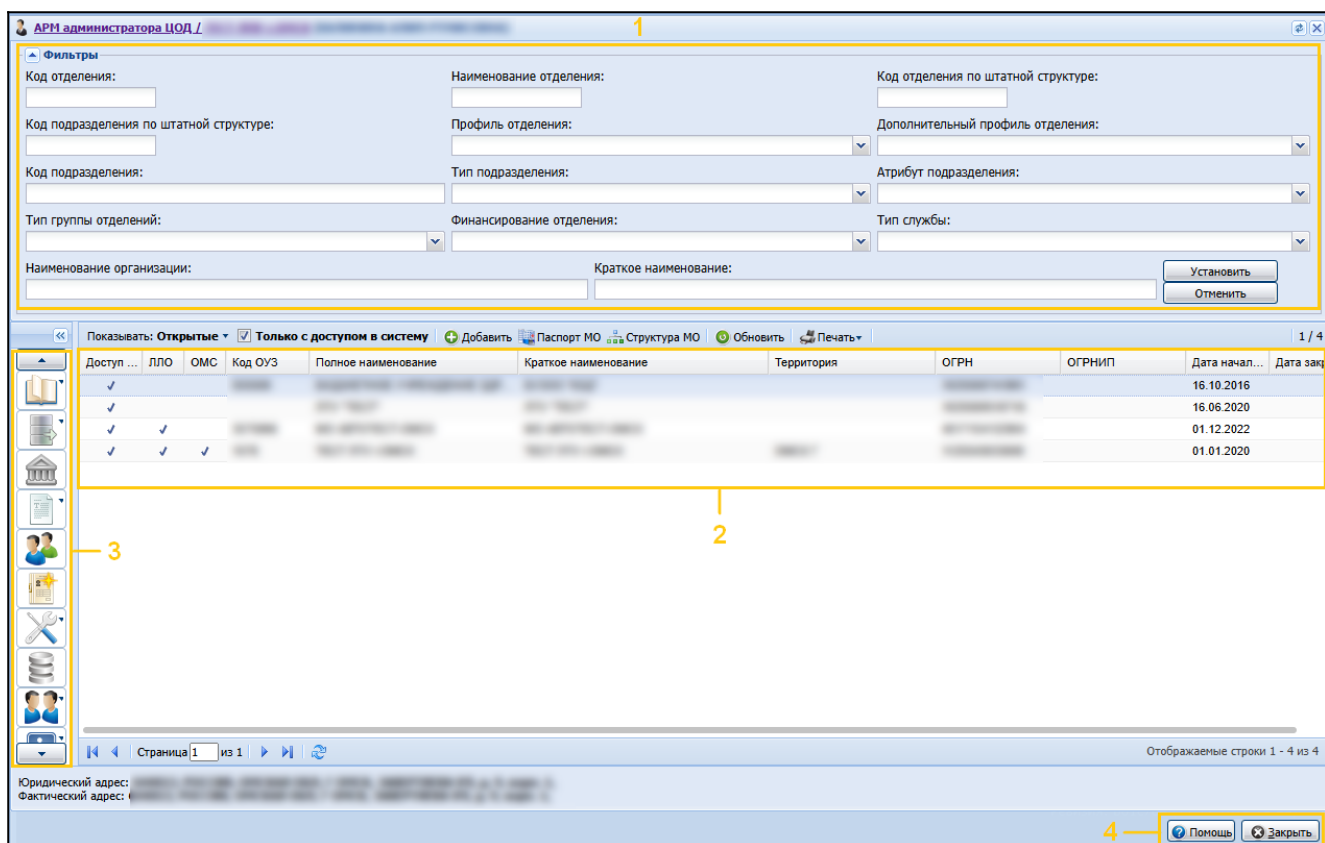 АРМ администратора ЦОД /
1
Фильтры
Код отделения: Наименование отделения: Код отделения по штатной структуре:
Код подразделения по штатной структуре: Профиль отделения: Дополнительный профиль отделения:
Код подразделения: Тип подразделения: Атрибут подразделения:
Тип группы отделений: Финансирование отделения: Тип службы:
Наименование организации: Краткое наименование: Установить
Отменить
Показывать: Открытые Только с доступом в систему Добавить Паспорт МО Структура МО Обновить Печать 1 / 4
Доступ ... ЛЛО ОМС Код ОУЗ Полное наименование Краткое наименование Территория ОГРН ОГРНИП Дата начал... Дата закр
16.10.2016
16.06.2020
01.12.2022
01.01.2020
2
3
Страница 1 из 1 Отображаемые строки 1 - 4 из 4
Юридический адрес:
Фактический адрес:
4 Помощь Закрыть